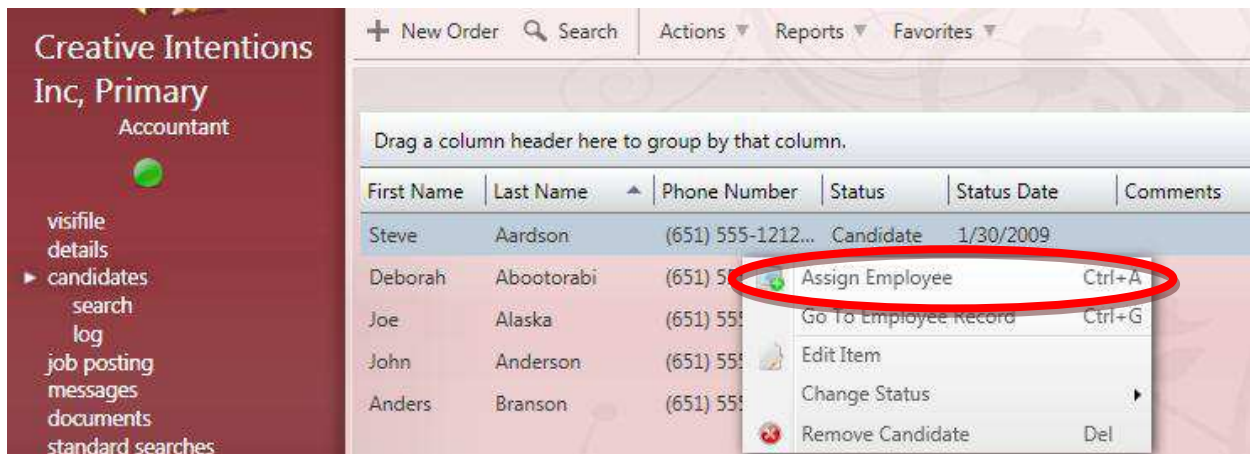 Creative Intentions
Inc, Primary
Accountant
visifile
details
candidates
search
log
job posting
messages
documents
standard searches
New Order Search Actions Reports Favorites
Drag a column header here to group by that column.
First Name Last Name Phone Number Status Status Date Comments
Steve Aardson (651) 555-1212... Candidate 1/30/2009
Deborah Abootorabi (651) 5
Joe Alaska (651) 55
John Anderson (651) 55
Anders Branson (651) 55
Assign Employee Ctrl+A
Go To Employee Record Ctrl+G
Edit Item
Change Status
Remove Candidate Del